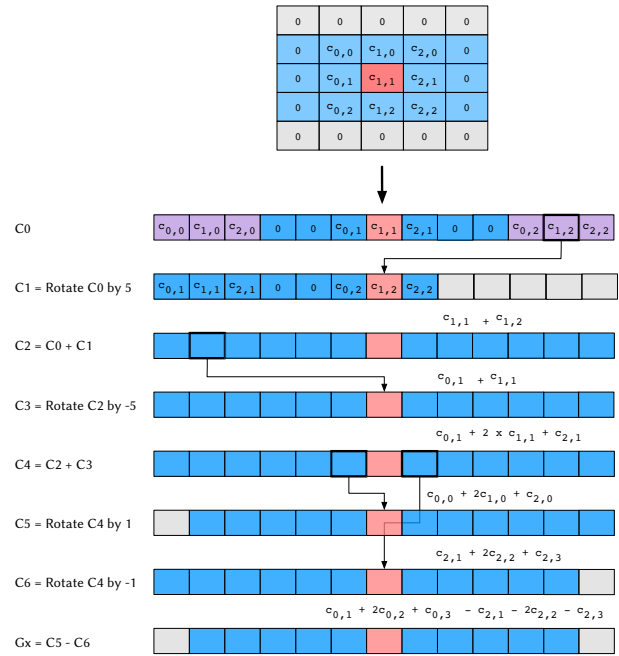 0 0 0 0 0
0 c0,0 c1,0 c2,0 0
0 c0,1 c1,1 c2,1 0
0 c0,2 c1,2 c2,2 0
0 0 0 0 0
C0 c0,0 c1,0 c2,0 0 0 c0,1 c1,1 c2,1 0 0 c0,2 c1,2 c2,2
C1 = Rotate C0 by 5 c0,1 c1,1 c2,1 0 0 c0,2 c1,2 c2,2
c1,1 + c1,2
C2 = C0 + C1
c0,1 + c1,1
C3 = Rotate C2 by -5
c0,1 + 2 x c1,1 + c2,1
C4 = C2 + C3
c0,0 + 2c1,0 + c2,0
C5 = Rotate C4 by 1
c2,1 + 2c2,2 + c2,3
C6 = Rotate C4 by -1
c0,1 + 2c0,2 + c0,3 - c2,1 - 2c2,2 - c2,3
Gx = C5 - C6